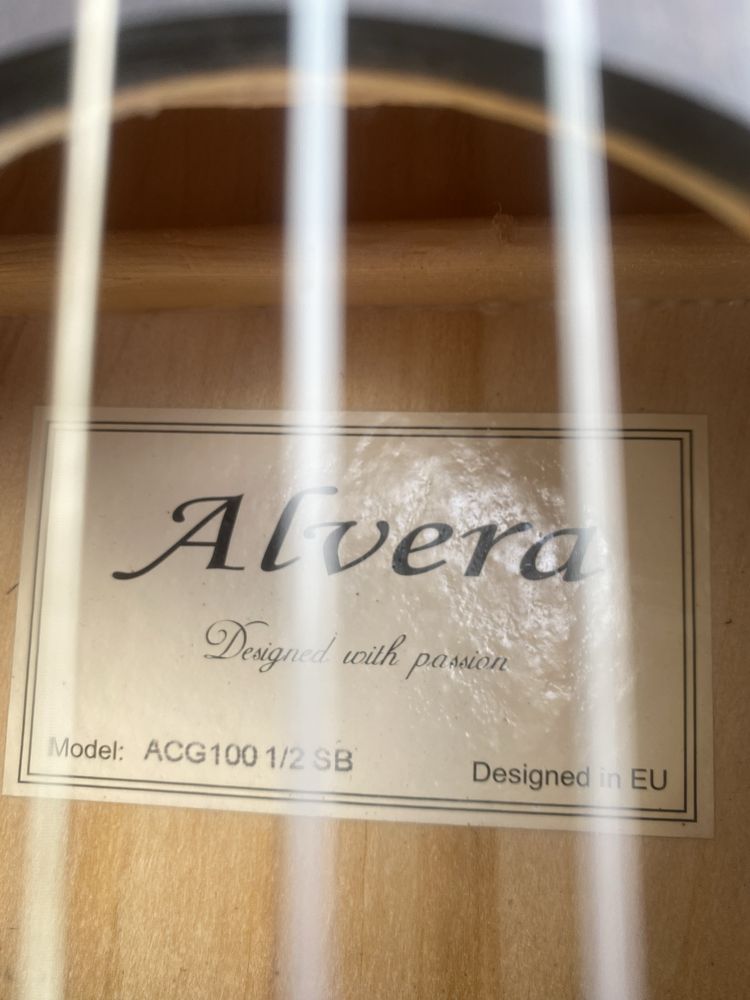 Alvera
Designed with passion
Model: ACG100 1/2 SB
Designed in EU